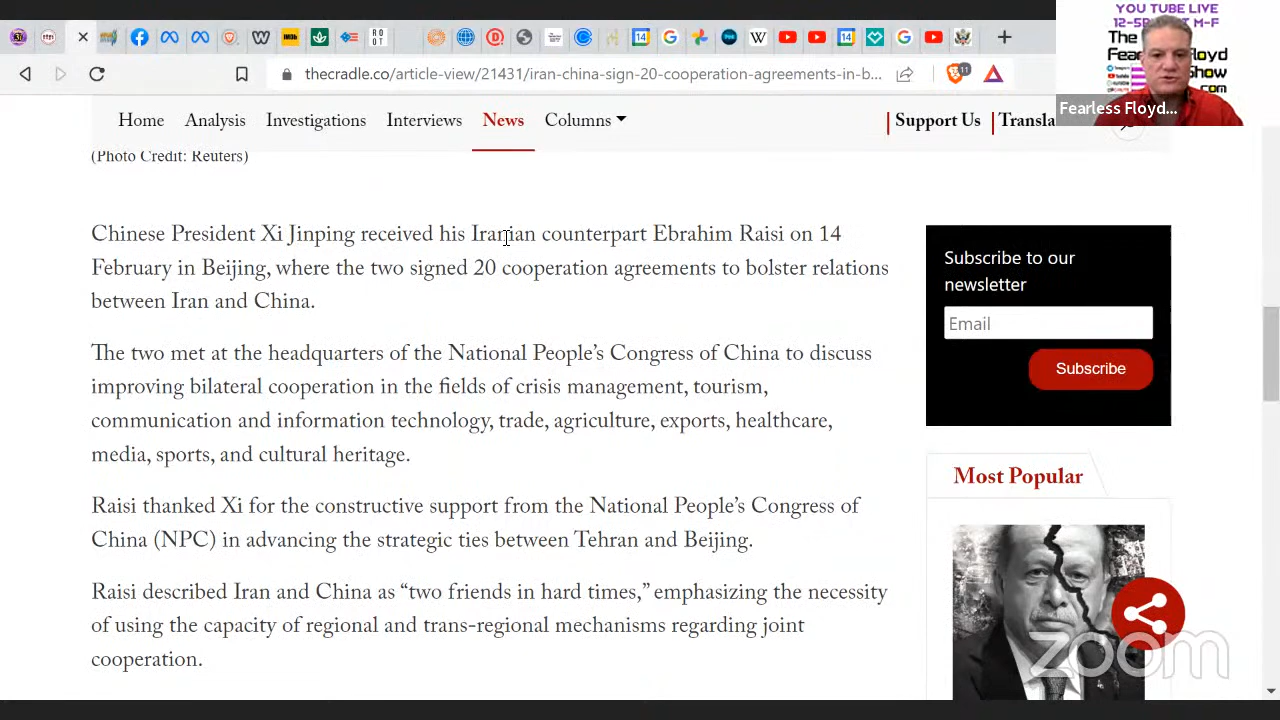 YOU TUBE LIVE
The
Fea
Floyd
Show
.com
thecradle.co/article-view/21431/iran-china-sign-20-cooperation-agreements-in-b...
11
Fearless Floyd...
Home Analysis Investigations Interviews News Columns Support Us Transla
(Photo Credit: Reuters)
Chinese President Xi Jinping received his Iranian counterpart Ebrahim Raisi on 14
February in Beijing, where the two signed 20 cooperation agreements to bolster relations
between Iran and China.
The two met at the headquarters of the National People’s Congress of China to discuss
improving bilateral cooperation in the fields of crisis management, tourism,
communication and information technology, trade, agriculture, exports, healthcare,
media, sports, and cultural heritage.
Raisi thanked Xi for the constructive support from the National People’s Congress of
China (NPC) in advancing the strategic ties between Tehran and Beijing.
Raisi described Iran and China as “two friends in hard times,” emphasizing the necessity
of using the capacity of regional and trans-regional mechanisms regarding joint
cooperation.
Subscribe to our
newsletter
Email
Subscribe
Most Popular
zoom